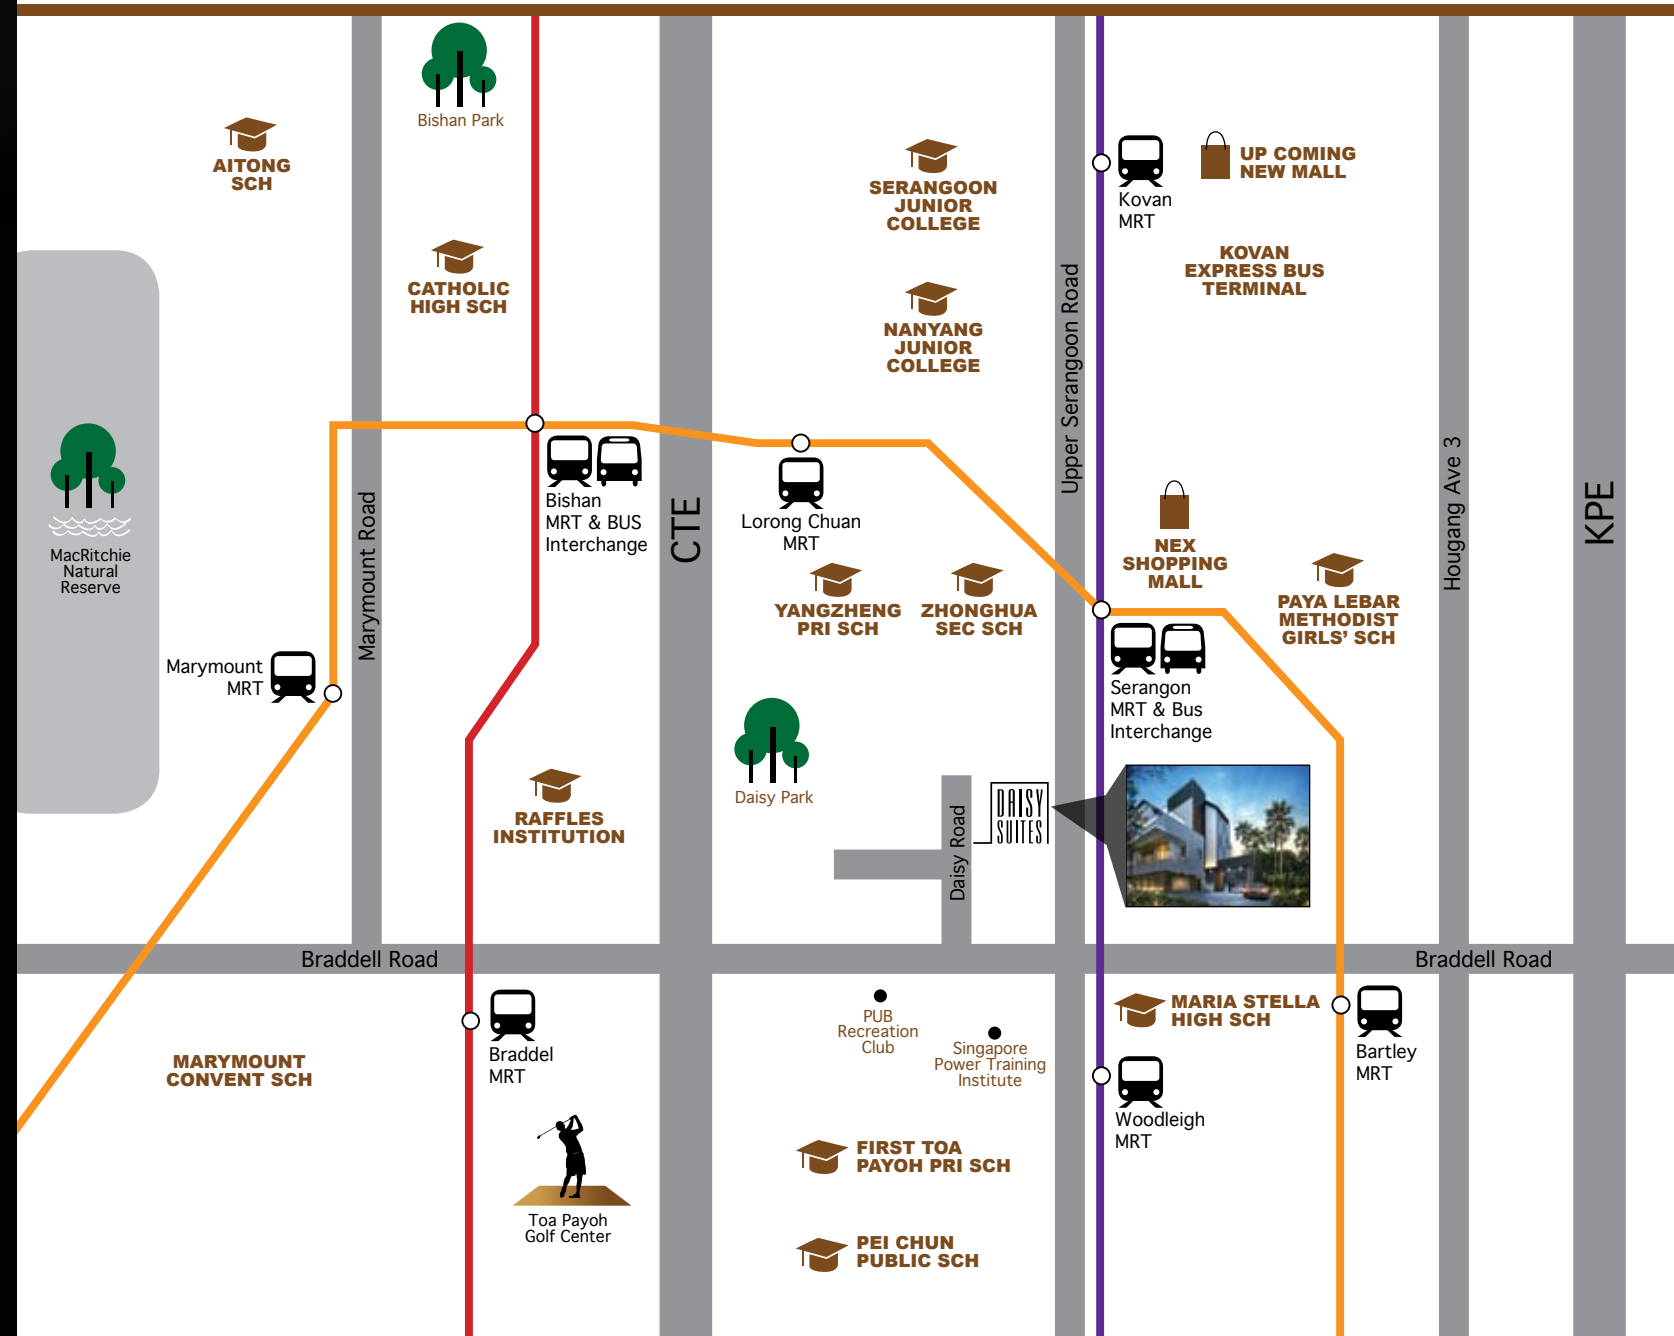 Bishan Park
AITONG
SCH
SERANGOON
JUNIOR
COLLEGE
Kovan
MRT
UP COMING
NEW MALL
CATHOLIC
HIGH SCH
NANYANG
JUNIOR
COLLEGE
Upper Serangoon Road
KOVAN
EXPRESS BUS
TERMINAL
MacRitchie
Natural
Reserve
Marymount Road
Bishan
MRT & BUS
Interchange
CTE
Lorong Chuan
MRT
NEX
SHOPPING
MALL
Hougang Ave 3
KPE
YANGZHENG
PRI SCH
ZHONGHUA
SEC SCH
PAYA LEBAR
METHODIST
GIRLS’ SCH
Marymount
MRT
Serangon
MRT & Bus
Interchange
RAFFLES
INSTITUTION
Daisy Park
Daisy Road
DAISY
SUITES
Braddell Road
Braddell Road
Braddel
MRT
PUB
Recreation
Club
Singapore
Power Training
Institute
MARIA STELLA
HIGH SCH
Bartley
MRT
MARYMOUNT
CONVENT SCH
Woodleigh
MRT
Toa Payoh
Golf Center
FIRST TOA
PAYOH PRI SCH
PEI CHUN
PUBLIC SCH